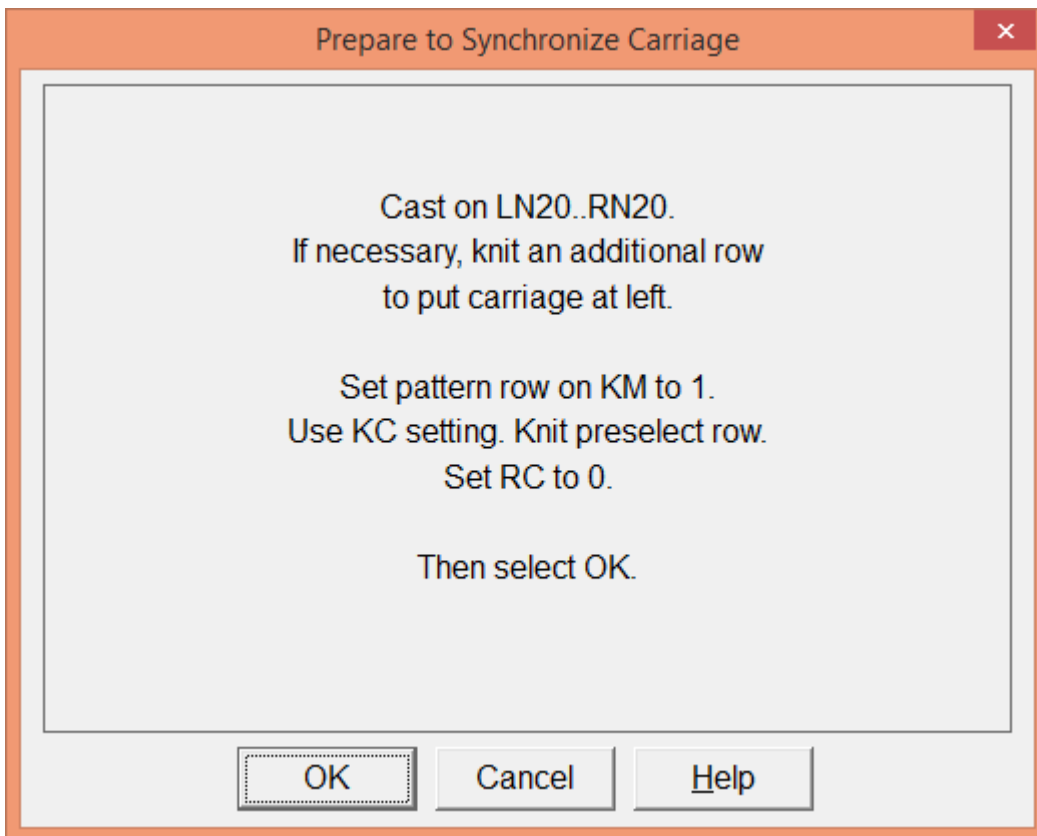 Prepare to Synchronize Carriage
Cast on LN20..RN20.
If necessary, knit an additional row
to put carriage at left.
Set pattern row on KM to 1.
Use KC setting. Knit preselect row.
Set RC to 0.
Then select OK.
OK
Cancel
Help